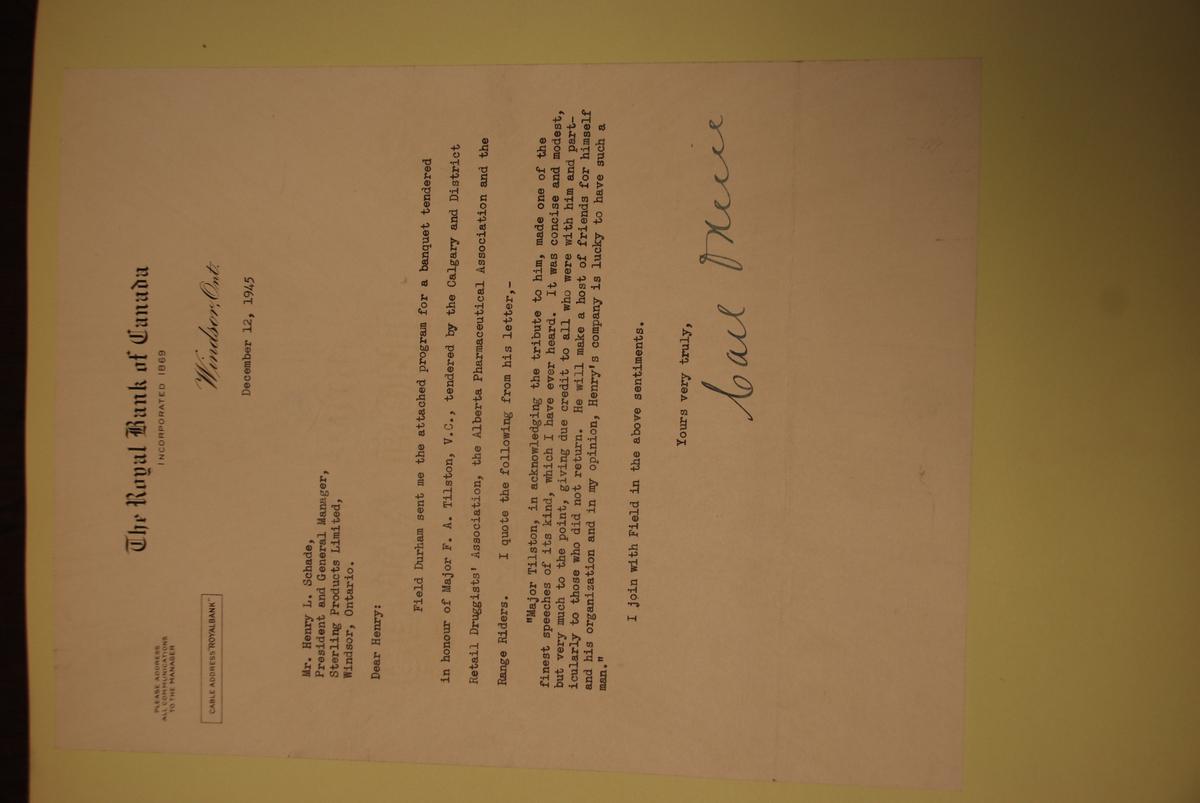 The Royal Bank of Canada
INCORPORATED 1869
PLEASE ADDRESS
ALL COMMUNICATIONS
TO THE MANAGER
CABLE ADDRESS "ROYALBANK"
Windsor, Ont.
December 12, 1945
Mr. Henry L. Schade,
President and General Manager,
Sterling Products Limited,
Windsor, Ontario.
Dear Henry:
Field Durham sent me the attached program for a banquet tendered
in honour of Major F. A. Tilston, V.C., tendered by the Calgary and District
Retail Druggists' Association, the Alberta Pharmaceutical Association and the
Range Riders. I quote the following from his letter,-
"Major Tilston, in acknowledging the tribute to him, made one of the
finest speeches of its kind, which I have ever heard. It was concise and modest,
but very much to the point, giving due credit to all who were with him and part-
icularly to those who did not return. He will make a host of friends for himself
and his organization and in my opinion, Henry's company is lucky to have such a
man."
I join with Field in the above sentiments.
Yours very truly,